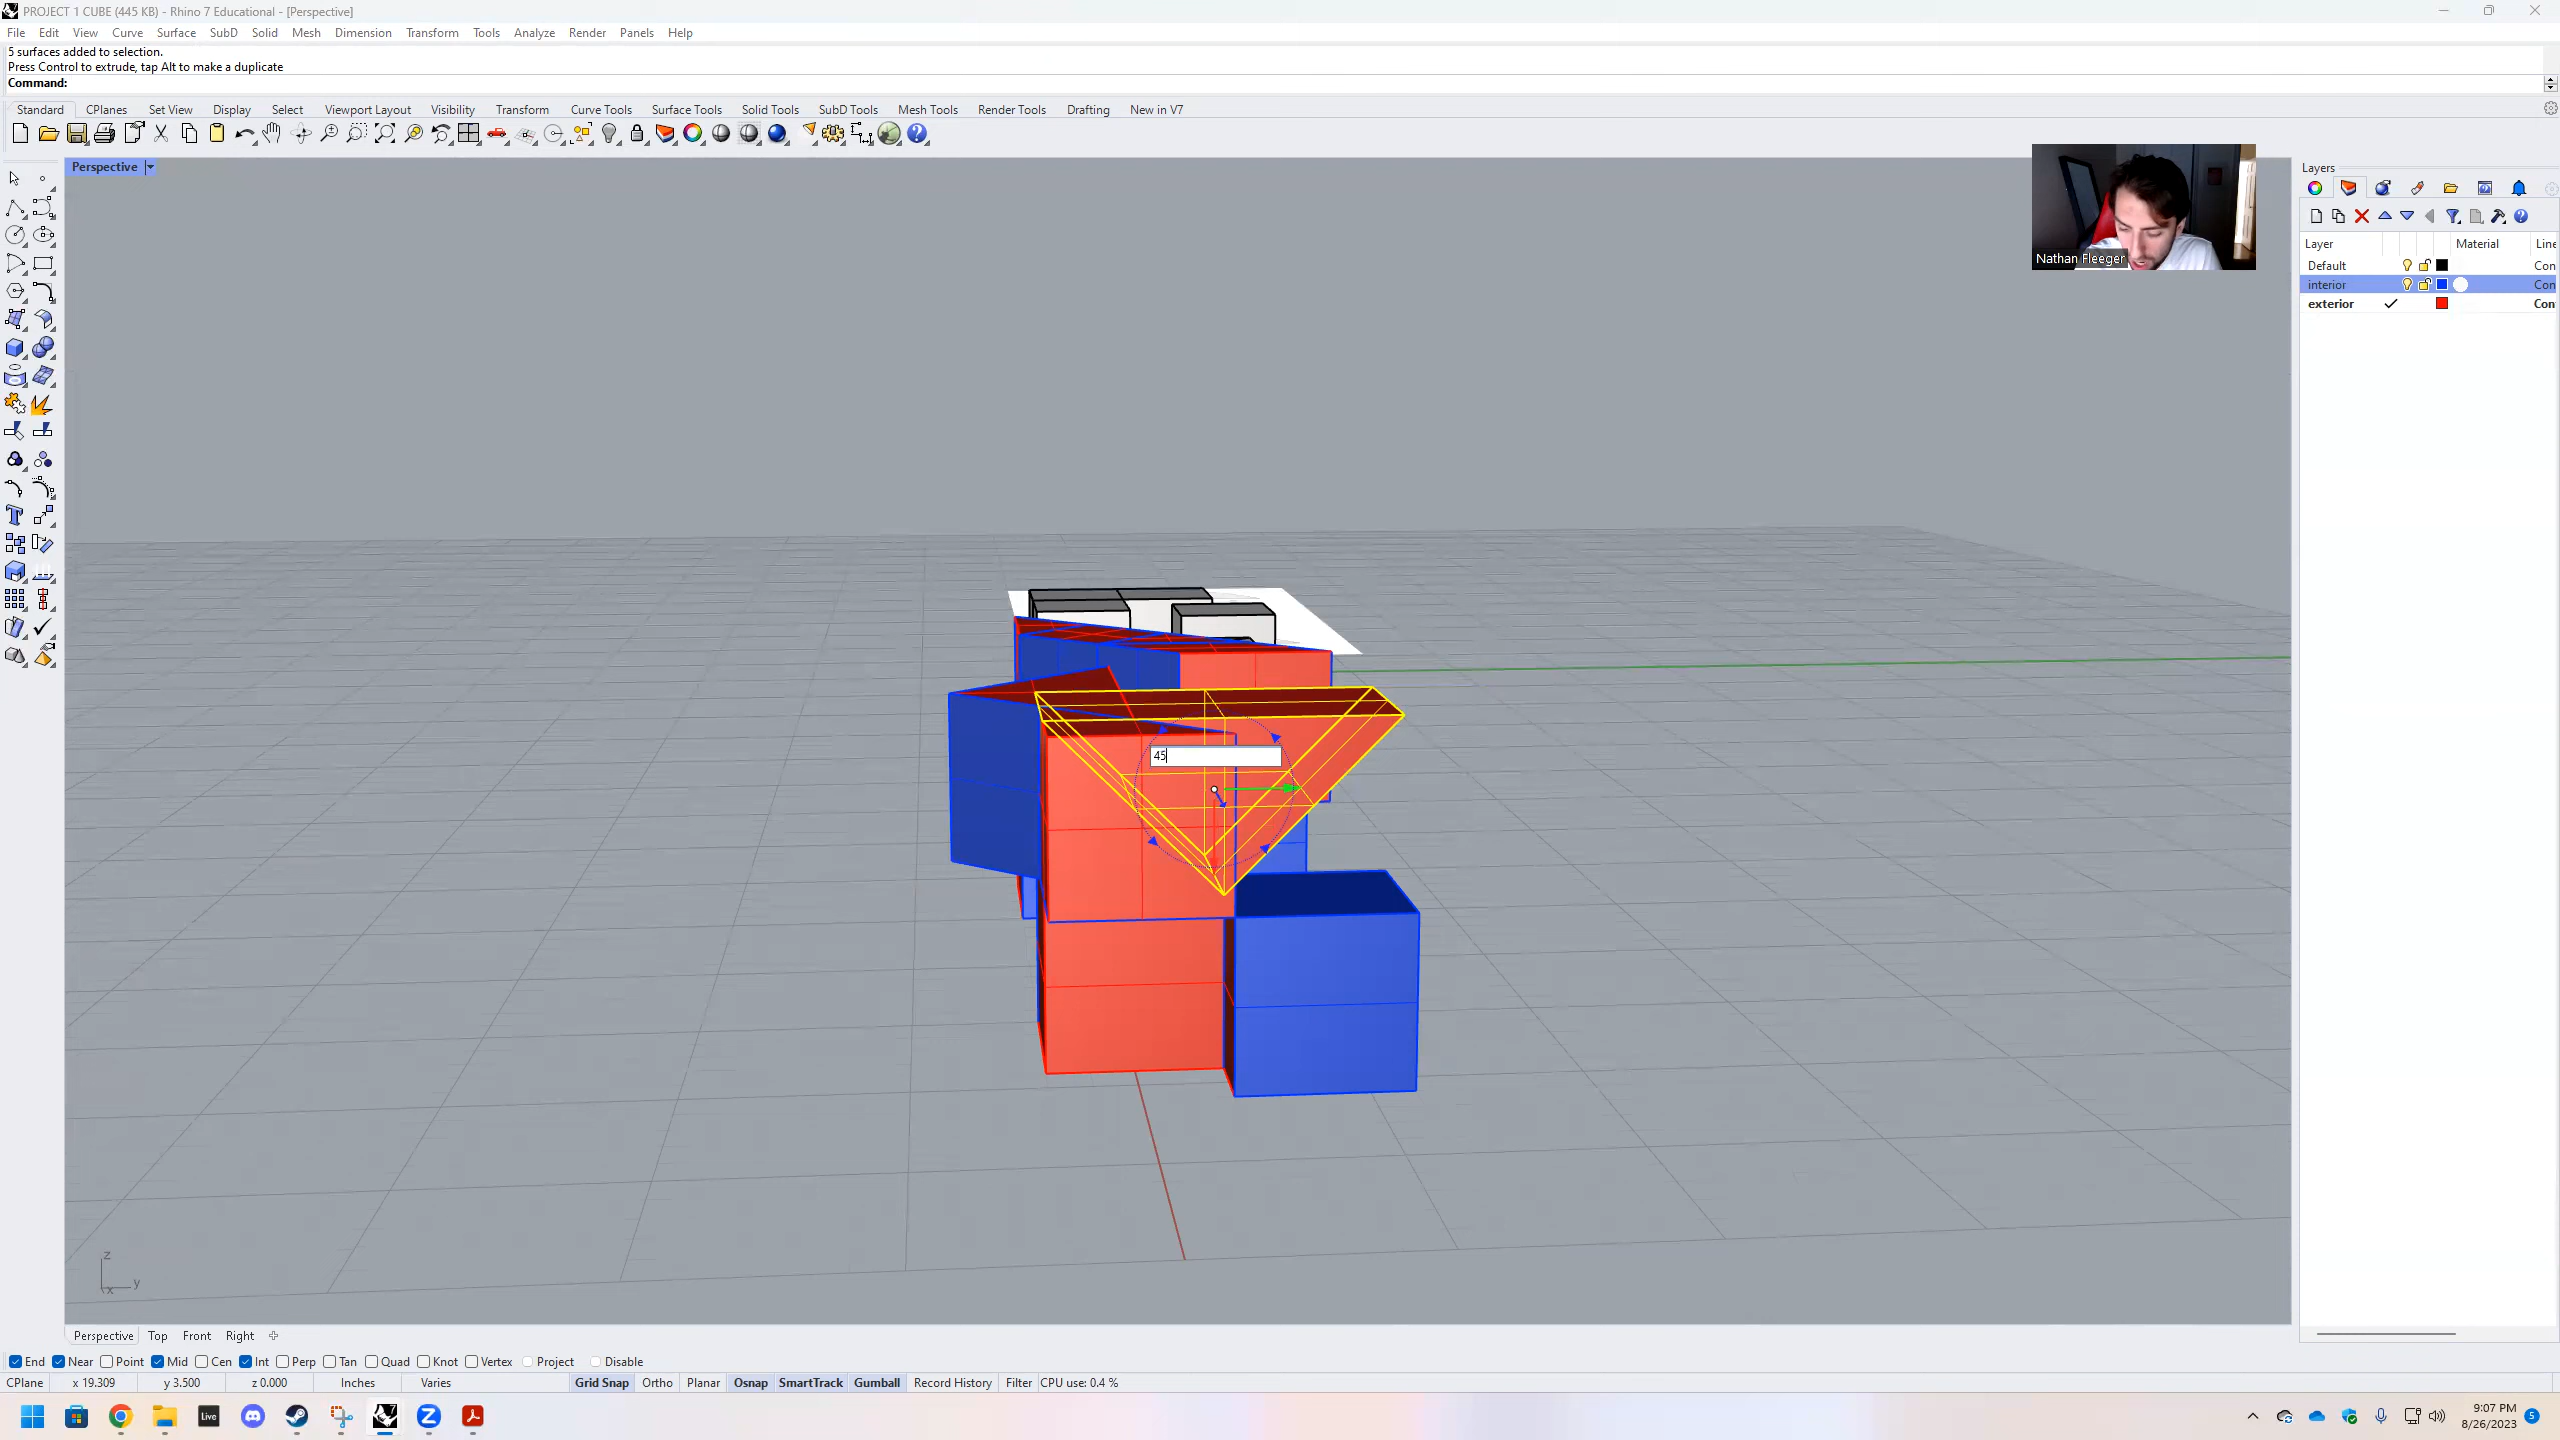 PROJECT 1 CUBE (445 KB) - Rhino 7 Educational - [Perspective]
File Edit View Curve Surface SubD Solid Mesh Dimension Transform Tools Analyze Render Panels Help
5 surfaces added to selection.
Press Control to extrude, tap Alt to make a duplicate
Command:
Standard CPlanes Set View Display Select Viewport Layout Visibility Transform Curve Tools Surface Tools Solid Tools SubD Tools Mesh Tools Render Tools Drafting New in V7
Perspective
Nathan Fleeger
Layers
Layer Material Line
Default Con
interior Con
exterior Con
45
z
y
x
Perspective Top Front Right
End Near Point Mid Cen Int Perp Tan Quad Knot Vertex Project Disable
CPlane x 19.309 y 3.500 z 0.000 Inches Varies Grid Snap Ortho Planar Osnap SmartTrack Gumball Record History Filter CPU use: 0.4 %
Live
9:07 PM
8/26/2023
5